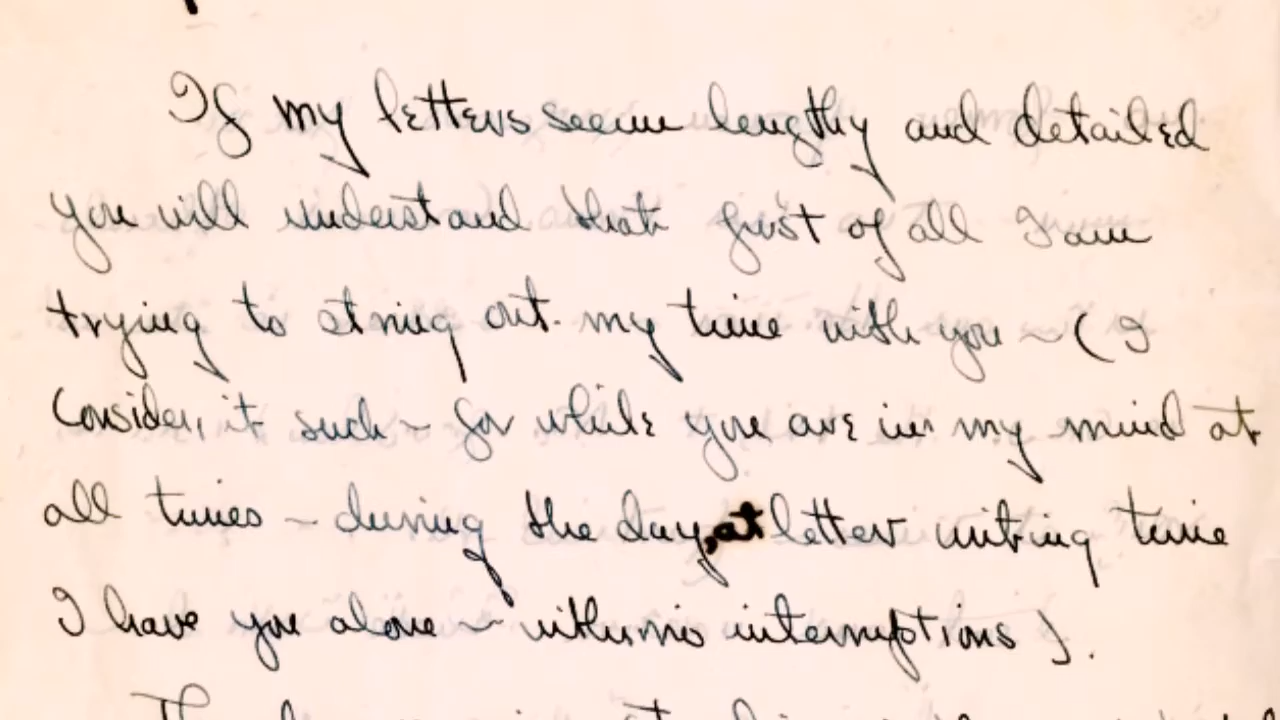 If my letters seem lengthy and detailed
you will understand that first of all I am
trying to string out my time with you ~ (I
consider, it such ~ for while you are in my mind at
all times ~ during the day, at letter writing time
I have you alone ~ with no interruptions).